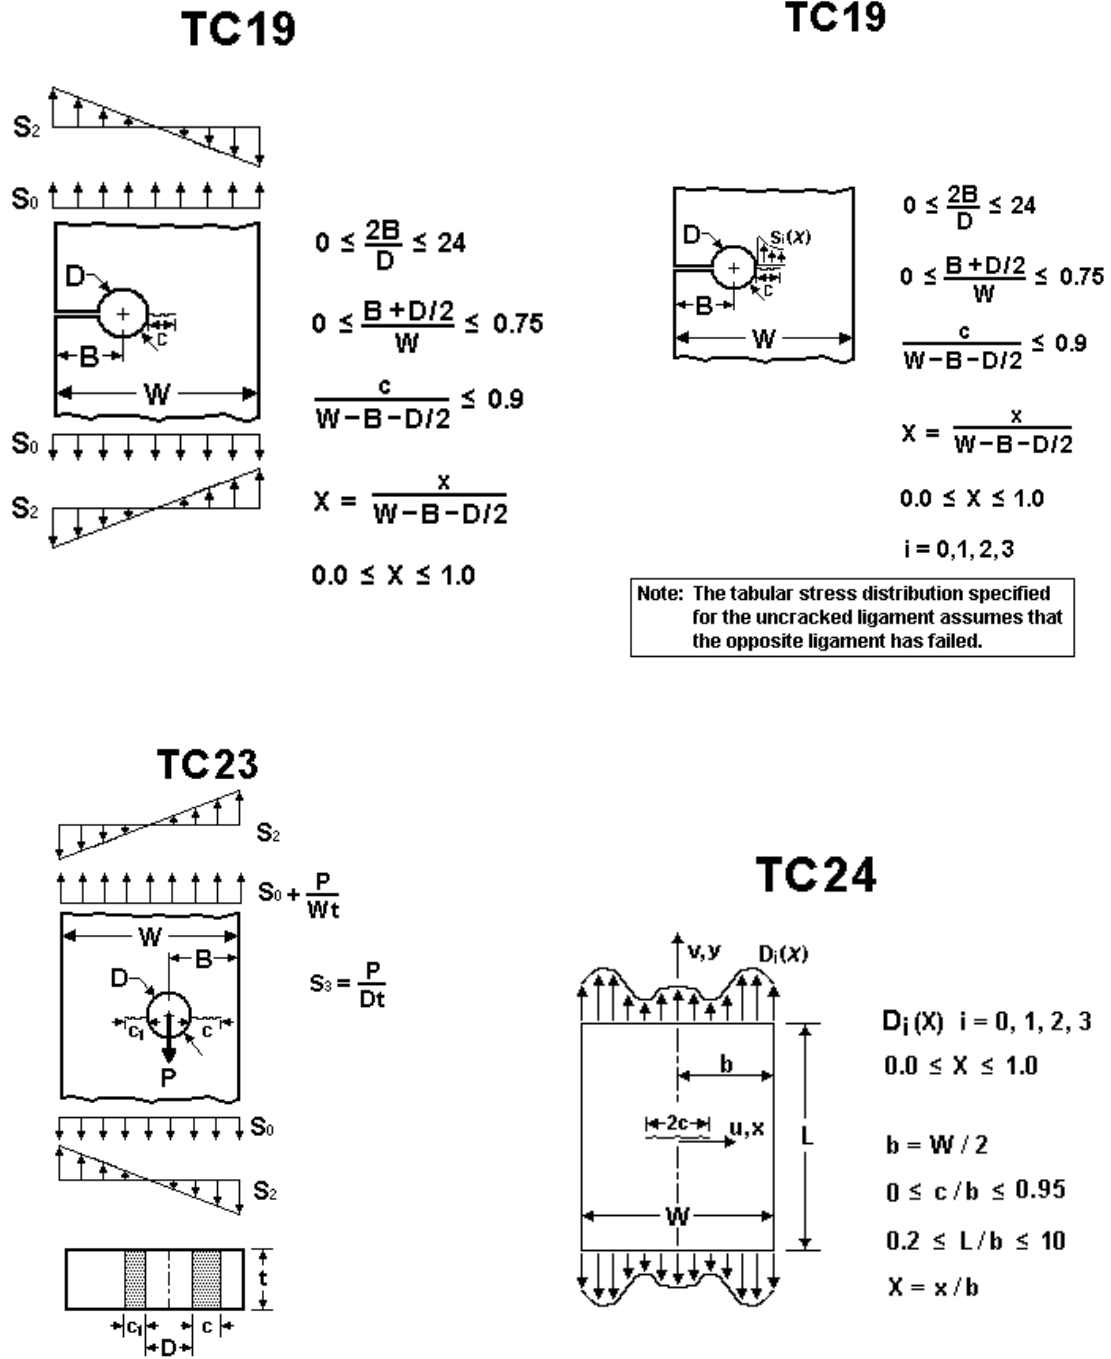 TC19
S₂
S₀
D
B
c
W
S₀
S₂
0 ≤ 2B/D ≤ 24
0 ≤ (B + D/2)/W ≤ 0.75
c/(W – B – D/2) ≤ 0.9
X = x/(W – B – D/2)
0.0 ≤ X ≤ 1.0
TC19
D
Sᵢ(X)
c
B
W
0 ≤ 2B/D ≤ 24
0 ≤ (B + D/2)/W ≤ 0.75
c/(W – B – D/2) ≤ 0.9
X = x/(W – B – D/2)
0.0 ≤ X ≤ 1.0
i = 0,1, 2, 3
Note: The tabular stress distribution specified
for the uncracked ligament assumes that
the opposite ligament has failed.
TC23
S₂
S₀ + P/Wt
W
B
D
c₁
c
P
S₃ = P/Dt
S₀
S₂
t
c₁
c
D
TC24
v, y
Dᵢ(X)
b
2c
u, x
L
W
Dᵢ(X) i = 0, 1, 2, 3
0.0 ≤ X ≤ 1.0
b = W / 2
0 ≤ c/b ≤ 0.95
0.2 ≤ L/b ≤ 10
X = x/b